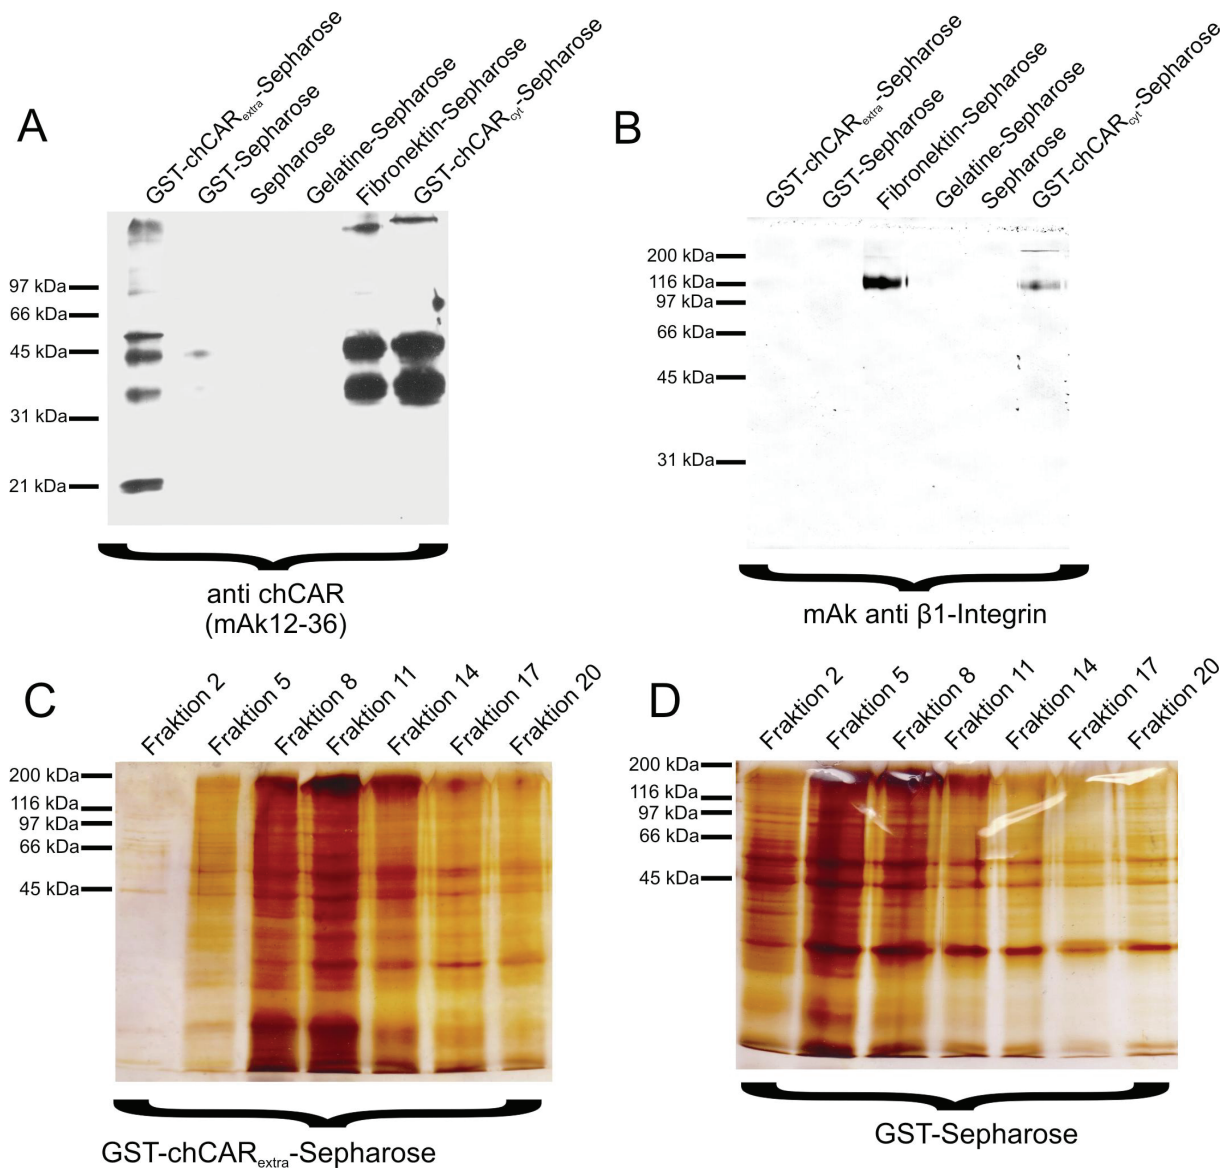 A
GST-chCARextra-Sepharose
GST-Sepharose
Sepharose
Gelatine-Sepharose
Fibronektin-Sepharose
GST-chCARcyt-Sepharose
97 kDa
66 kDa
45 kDa
31 kDa
21 kDa
anti chCAR
(mAk12-36)
B
GST-chCARextra-Sepharose
GST-Sepharose
Fibronektin-Sepharose
Gelatine-Sepharose
Sepharose
GST-chCARcyt-Sepharose
200 kDa
116 kDa
97 kDa
66 kDa
45 kDa
31 kDa
mAk anti β1-Integrin
C
Fraktion 2
Fraktion 5
Fraktion 8
Fraktion 11
Fraktion 14
Fraktion 17
Fraktion 20
200 kDa
116 kDa
97 kDa
66 kDa
45 kDa
GST-chCARextra-Sepharose
D
Fraktion 2
Fraktion 5
Fraktion 8
Fraktion 11
Fraktion 14
Fraktion 17
Fraktion 20
200 kDa
116 kDa
97 kDa
66 kDa
45 kDa
GST-Sepharose